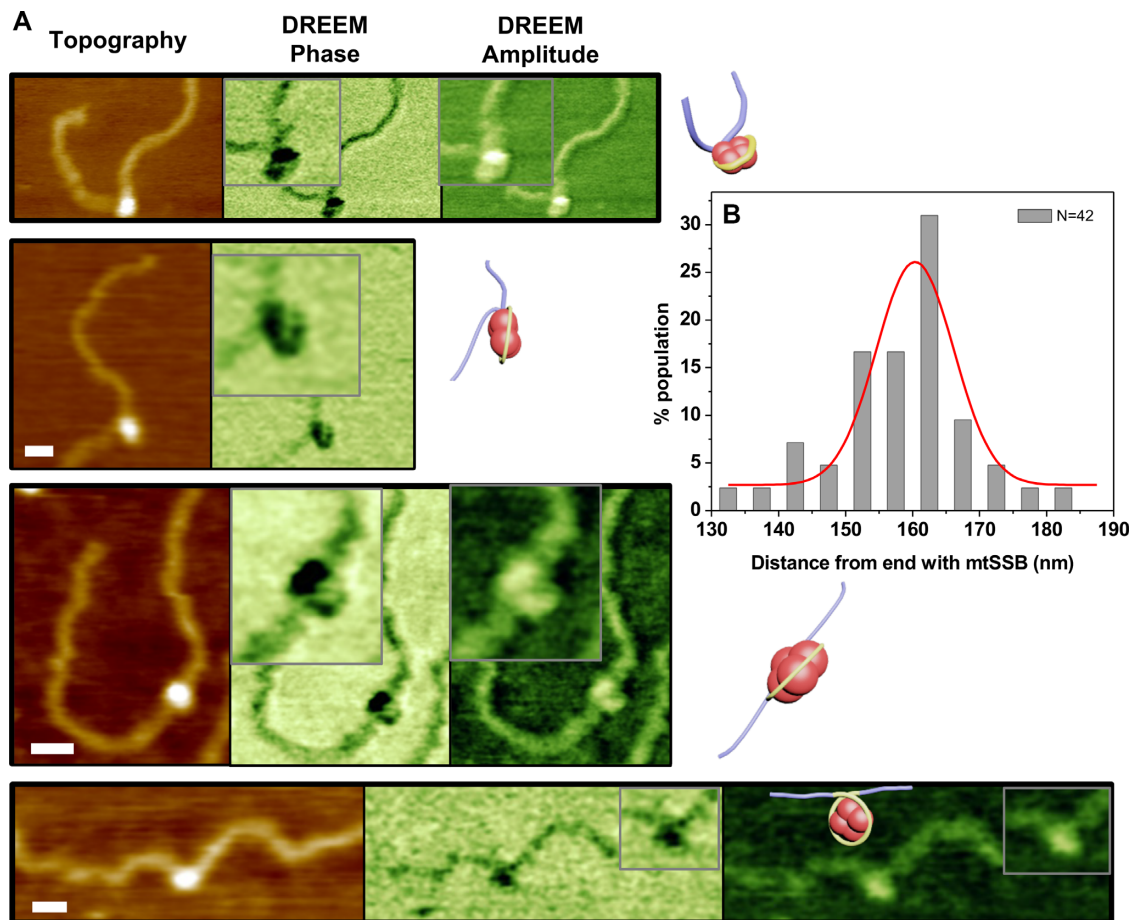 A
Topography
DREEM
Phase
DREEM
Amplitude
B
N=42
% population
30
25
20
15
10
5
0
130
140
150
160
170
180
190
Distance from end with mtSSB (nm)